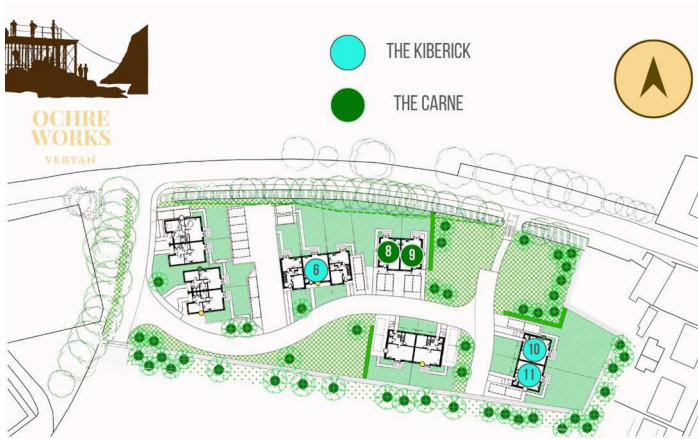 THE KIBERICK
THE CARNE
OCHRE
WORKS
VERYAN
6
8
9
10
11